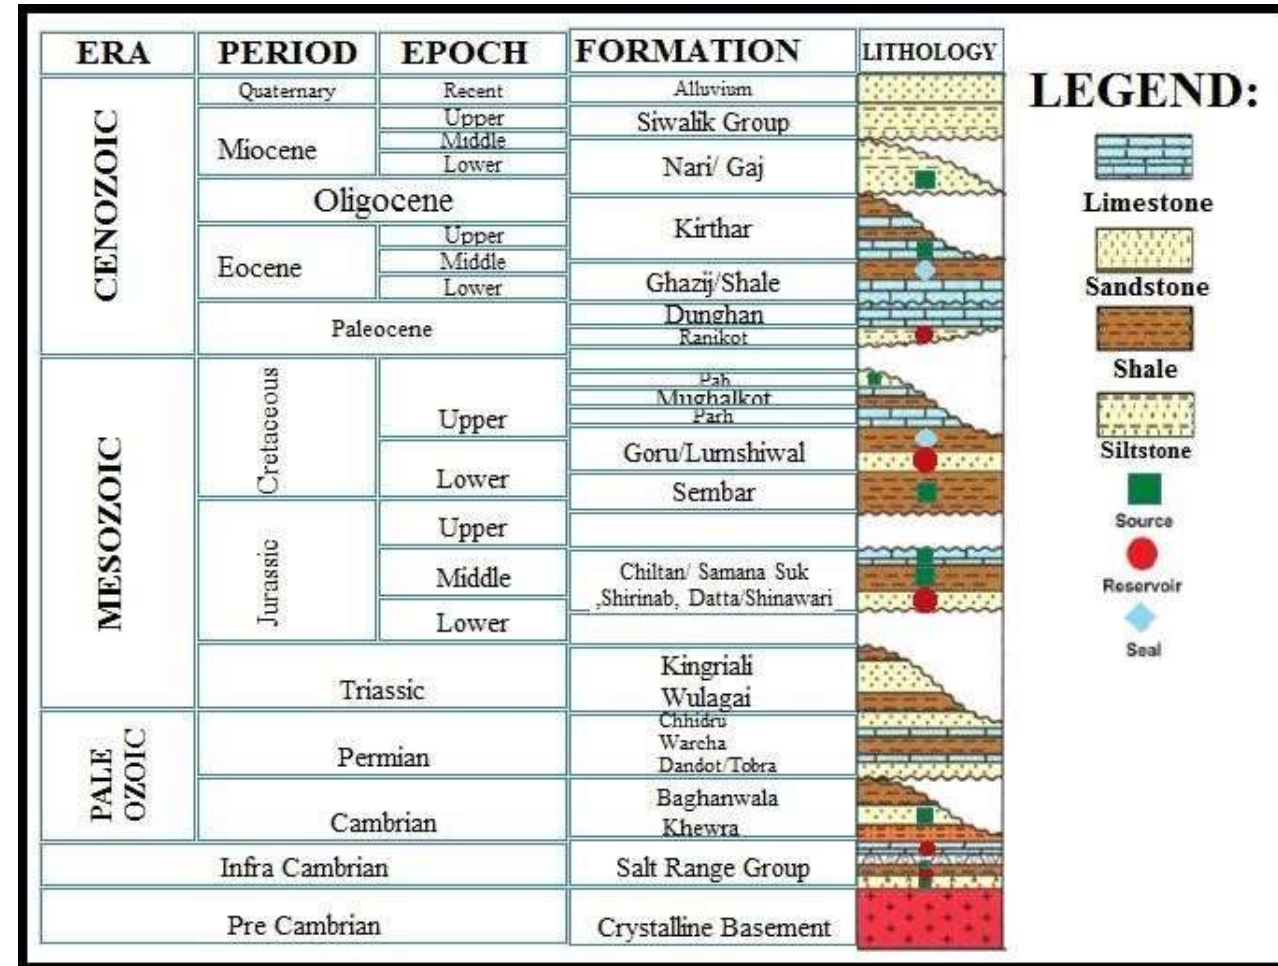 ERA PERIOD EPOCH FORMATION LITHOLOGY
CENOZOIC
Quaternary Recent Alluvium
Miocene
Upper
Middle
Lower
Siwalik Group
Nari/ Gaj
Oligocene
Kirthar
Eocene
Upper
Middle
Lower
Ghazij/Shale
Paleocene
Dunghan
Ranikot
MESOZOIC
Cretaceous
Upper
Lower
Pab
Mughalkot
Parh
Goru/Lumshiwal
Sembar
Jurassic
Upper
Middle
Lower
Chiltan/ Samana Suk
,Shirinab, Datta/Shinawari
Triassic
Kingriali
Wulagai
PALE
OZOIC
Permian
Chhidru
Warcha
Dandot/Tobra
Cambrian
Baghanwala
Khewra
Infra Cambrian Salt Range Group
Pre Cambrian Crystalline Basement
LEGEND:
Limestone
Sandstone
Shale
Siltstone
Source
Reservoir
Seal